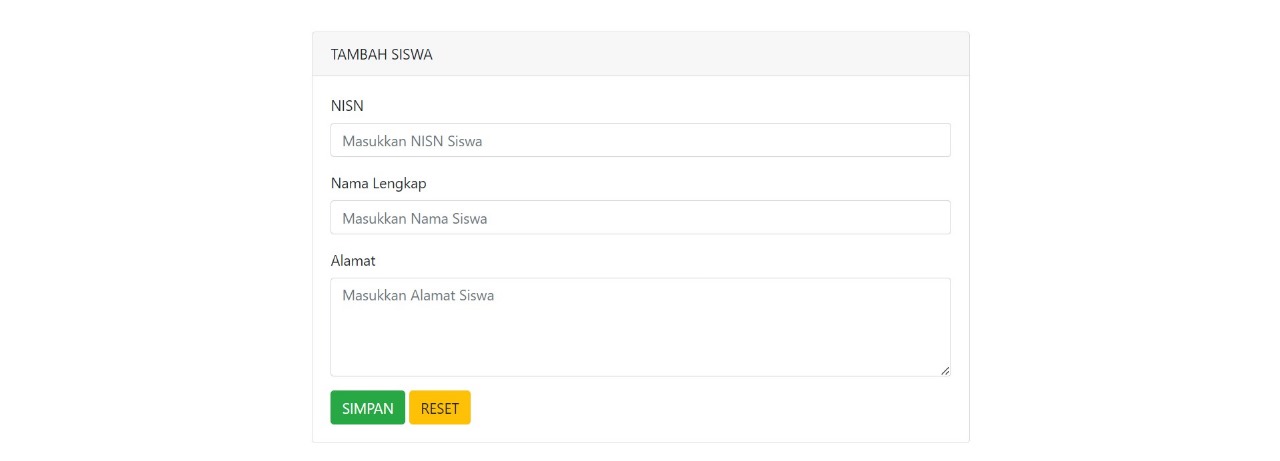 TAMBAH SISWA
NISN
Masukkan NISN Siswa
Nama Lengkap
Masukkan Nama Siswa
Alamat
Masukkan Alamat Siswa
SIMPAN RESET